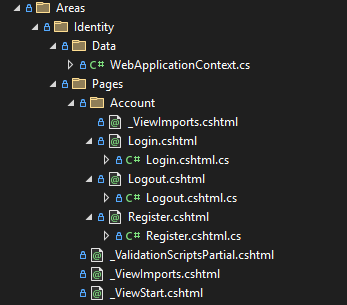 Areas
Identity
Data
C# WebApplicationContext.cs
Pages
Account
@ _ViewImports.cshtml
@ Login.cshtml
C# Login.cshtml.cs
@ Logout.cshtml
C# Logout.cshtml.cs
@ Register.cshtml
C# Register.cshtml.cs
@ _ValidationScriptsPartial.cshtml
@ _ViewImports.cshtml
@ _ViewStart.cshtml